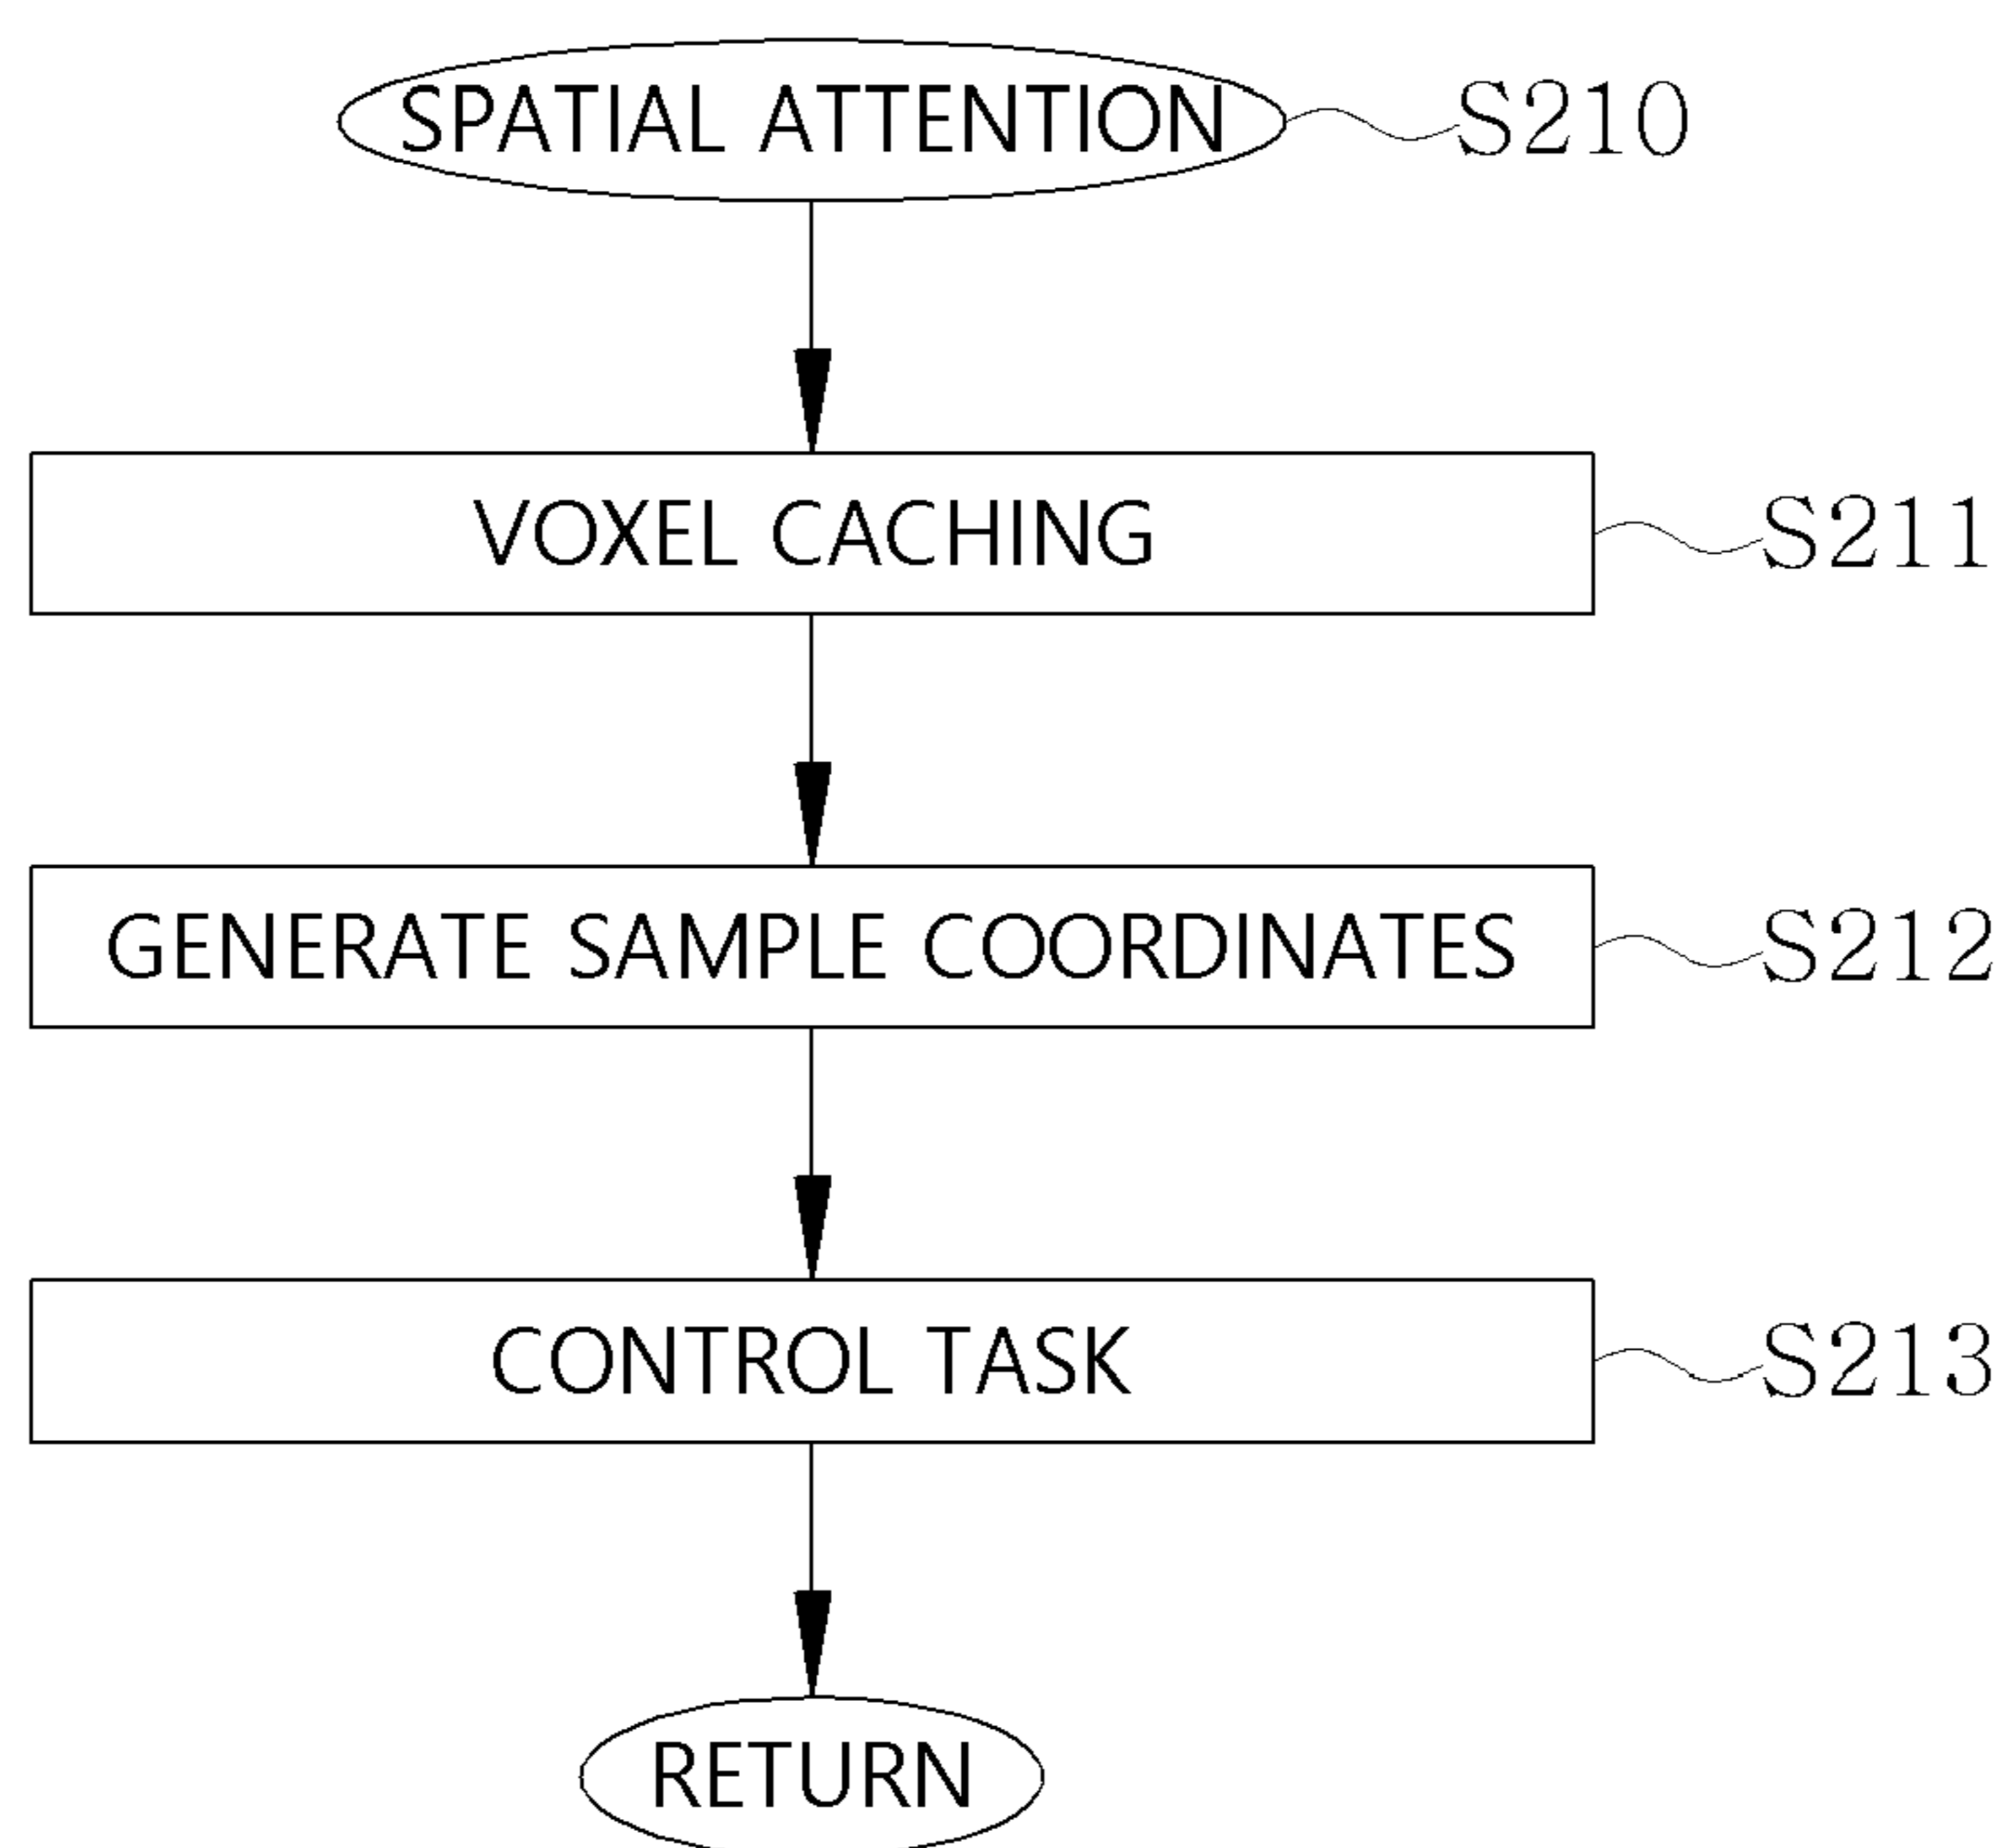 SPATIAL ATTENTION S210
VOXEL CACHING S211
GENERATE SAMPLE COORDINATES S212
CONTROL TASK S213
RETURN